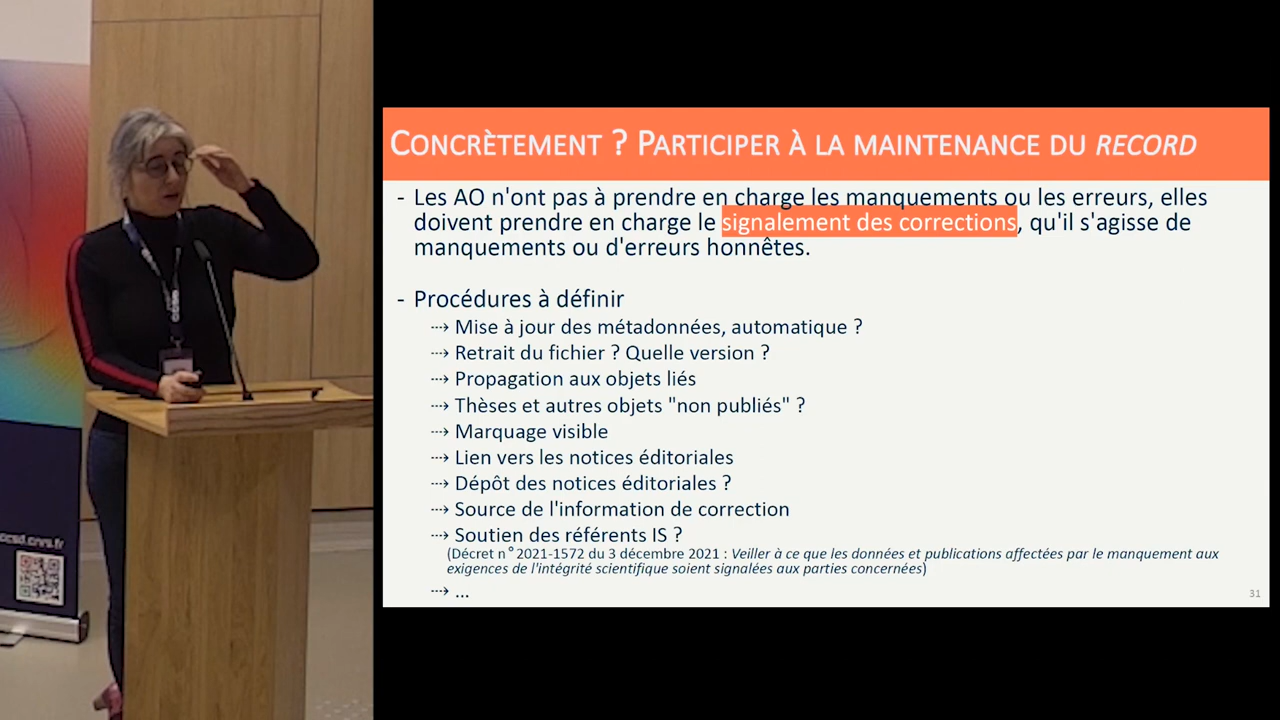 CONCRÈTEMENT ? PARTICIPER À LA MAINTENANCE DU RECORD
- Les AO n'ont pas à prendre en charge les manquements ou les erreurs, elles
doivent prendre en charge le signalement des corrections, qu'il s'agisse de
manquements ou d'erreurs honnêtes.
- Procédures à définir
⤏ Mise à jour des métadonnées, automatique ?
⤏ Retrait du fichier ? Quelle version ?
⤏ Propagation aux objets liés
⤏ Thèses et autres objets "non publiés" ?
⤏ Marquage visible
⤏ Lien vers les notices éditoriales
⤏ Dépôt des notices éditoriales ?
⤏ Source de l'information de correction
⤏ Soutien des référents IS ?
(Décret n°2021-1572 du 3 décembre 2021 : Veiller à ce que les données et publications affectées par le manquement aux
exigences de l'intégrité scientifique soient signalées aux parties concernées)
⤏ ...
31